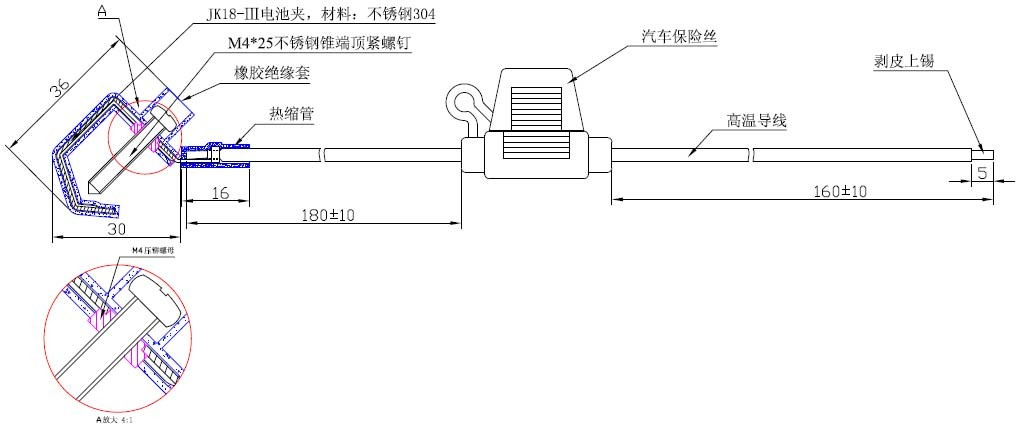 A
JK18-Ⅲ电池夹，材料：不锈钢304
M4*25不锈钢锥端顶紧螺钉
橡胶绝缘套
汽车保险丝
剥皮上锡
热缩管
高温导线
36
16
5
180±10
160±10
30
M4压铆螺母
A放大 4:1